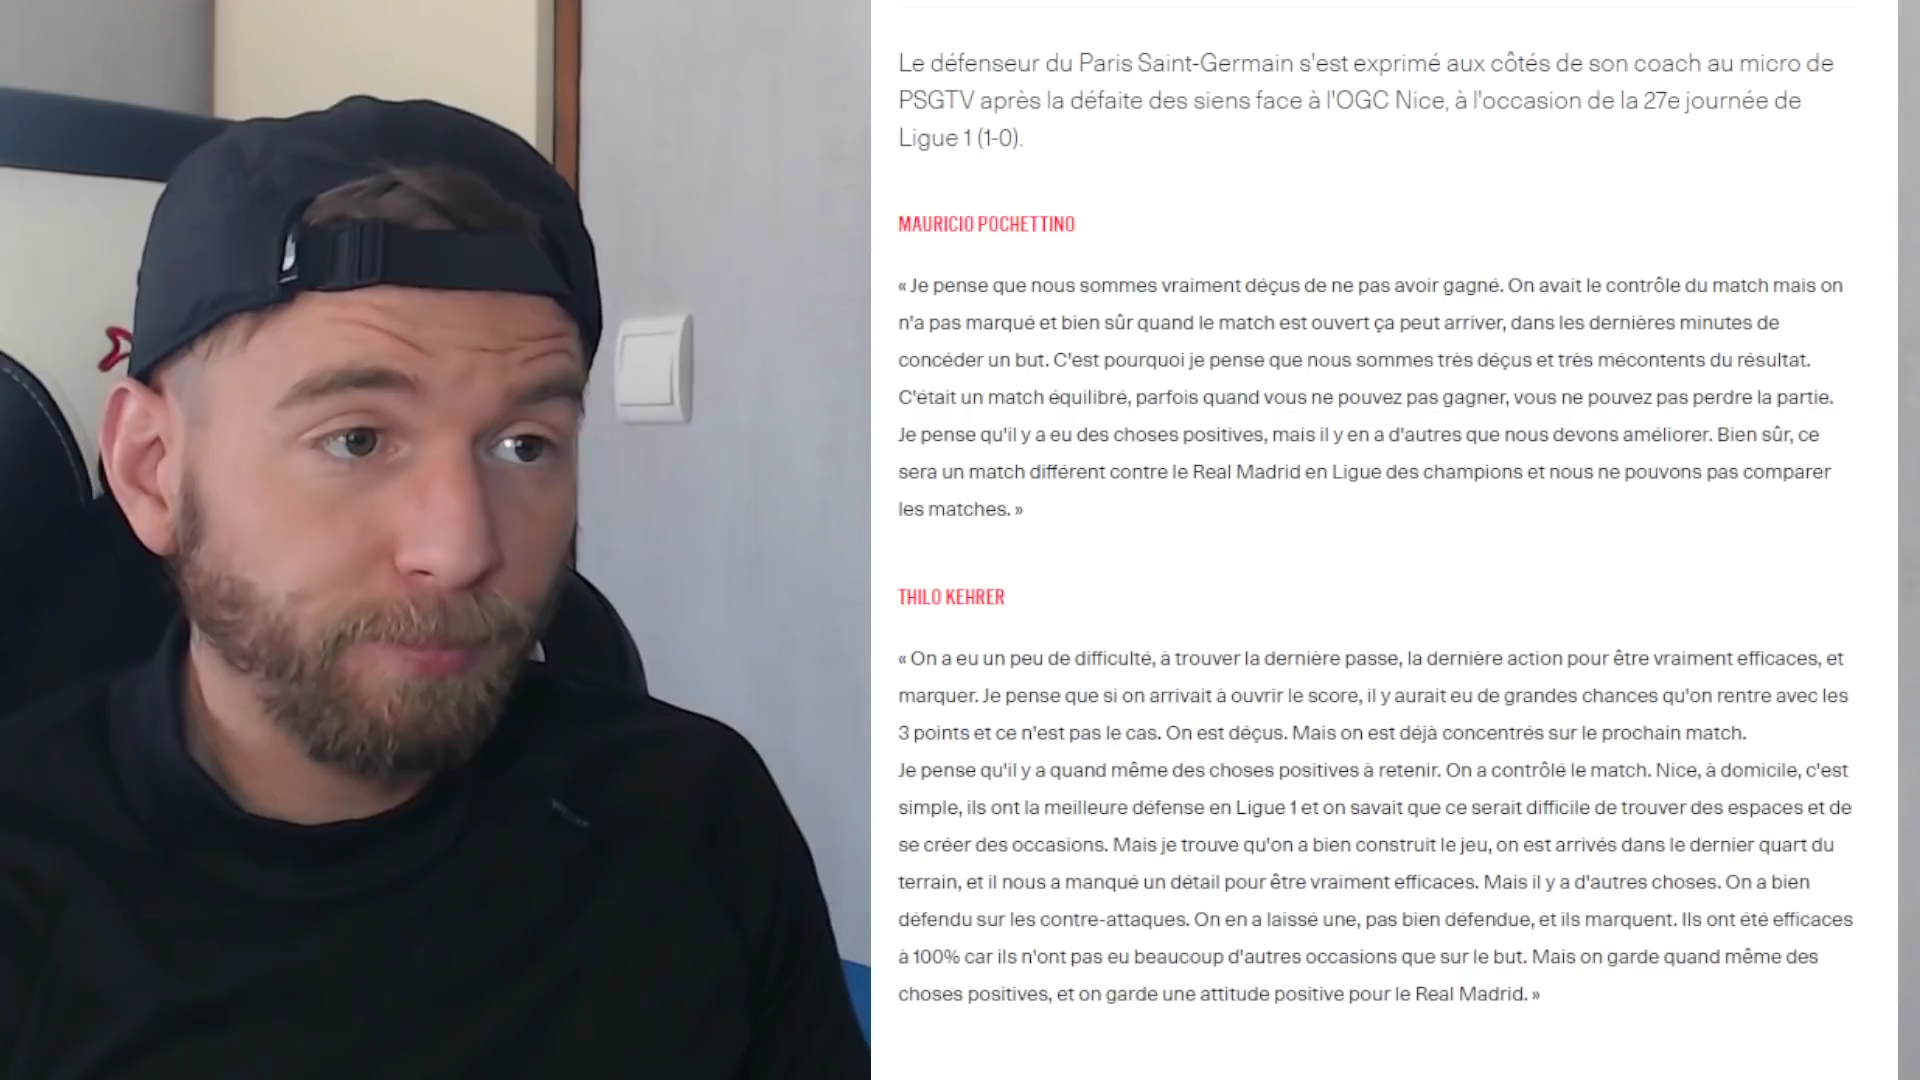 Le défenseur du Paris Saint-Germain s'est exprimé aux côtés de son coach au micro de
PSGTV après la défaite des siens face à l'OGC Nice, à l'occasion de la 27e journée de
Ligue 1 (1-0).
MAURICIO POCHETTINO
« Je pense que nous sommes vraiment déçus de ne pas avoir gagné. On avait le contrôle du match mais on
n'a pas marqué et bien sûr quand le match est ouvert ça peut arriver, dans les dernières minutes de
concéder un but. C'est pourquoi je pense que nous sommes très déçus et très mécontents du résultat.
C'était un match équilibré, parfois quand vous ne pouvez pas gagner, vous ne pouvez pas perdre la partie.
Je pense qu'il y a eu des choses positives, mais il y en a d'autres que nous devons améliorer. Bien sûr, ce
sera un match différent contre le Real Madrid en Ligue des champions et nous ne pouvons pas comparer
les matches. »
THILO KEHRER
« On a eu un peu de difficulté, à trouver la dernière passe, la dernière action pour être vraiment efficaces, et
marquer. Je pense que si on arrivait à ouvrir le score, il y aurait eu de grandes chances qu'on rentre avec les
3 points et ce n'est pas le cas. On est déçus. Mais on est déjà concentrés sur le prochain match.
Je pense qu'il y a quand même des choses positives à retenir. On a contrôlé le match. Nice, à domicile, c'est
simple, ils ont la meilleure défense en Ligue 1 et on savait que ce serait difficile de trouver des espaces et de
se créer des occasions. Mais je trouve qu'on a bien construit le jeu, on est arrivés dans le dernier quart du
terrain, et il nous a manqué un détail pour être vraiment efficaces. Mais il y a d'autres choses. On a bien
défendu sur les contre-attaques. On en a laissé une, pas bien défendue, et ils marquent. Ils ont été efficaces
à 100% car ils n'ont pas eu beaucoup d'autres occasions que sur le but. Mais on garde quand même des
choses positives, et on garde une attitude positive pour le Real Madrid. »